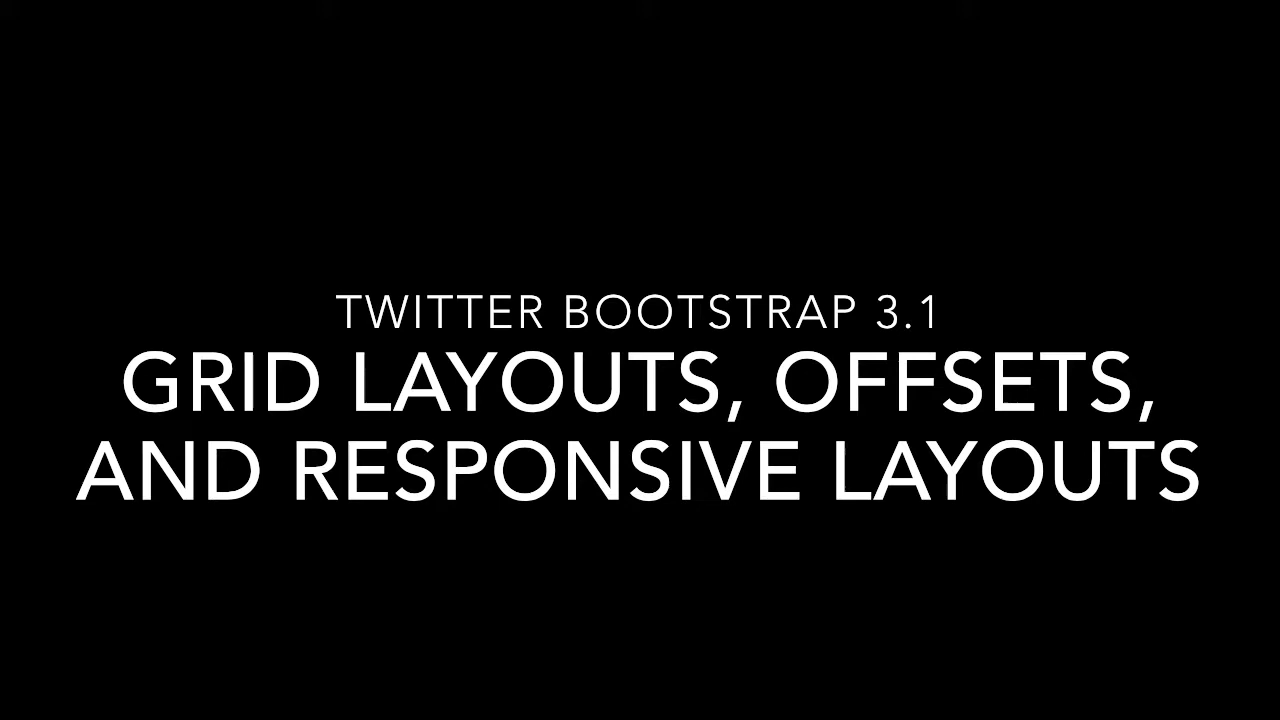 TWITTER BOOTSTRAP 3.1
GRID LAYOUTS, OFFSETS,
AND RESPONSIVE LAYOUTS